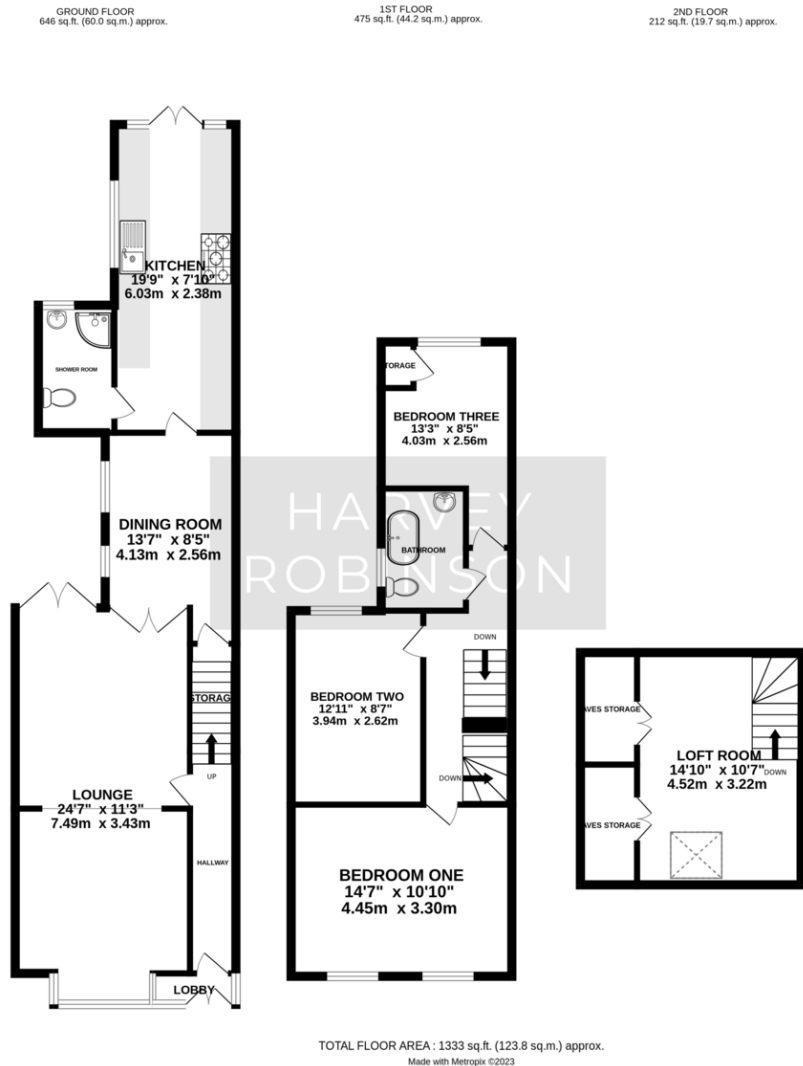 GROUND FLOOR
646 sq.ft. (60.0 sq.m.) approx.
1ST FLOOR
475 sq.ft. (44.2 sq.m.) approx.
2ND FLOOR
212 sq.ft. (19.7 sq.m.) approx.
KITCHEN
19'9" x 7'10"
6.03m x 2.38m
SHOWER ROOM
DINING ROOM
13'7" x 8'5"
4.13m x 2.56m
STORAG
UP
LOUNGE
24'7" x 11'3"
7.49m x 3.43m
HALLWAY
LOBBY
TORAGE
BEDROOM THREE
13'3" x 8'5"
4.03m x 2.56m
BATHROOM
DOWN
BEDROOM TWO
12'11" x 8'7"
3.94m x 2.62m
DOWN
BEDROOM ONE
14'7" x 10'10"
4.45m x 3.30m
AVES STORAGE
LOFT ROOM
14'10" x 10'7"
4.52m x 3.22m
DOWN
AVES STORAGE
HARVEY
ROBINSON
TOTAL FLOOR AREA : 1333 sq.ft. (123.8 sq.m.) approx.
Made with Metropix ©2023